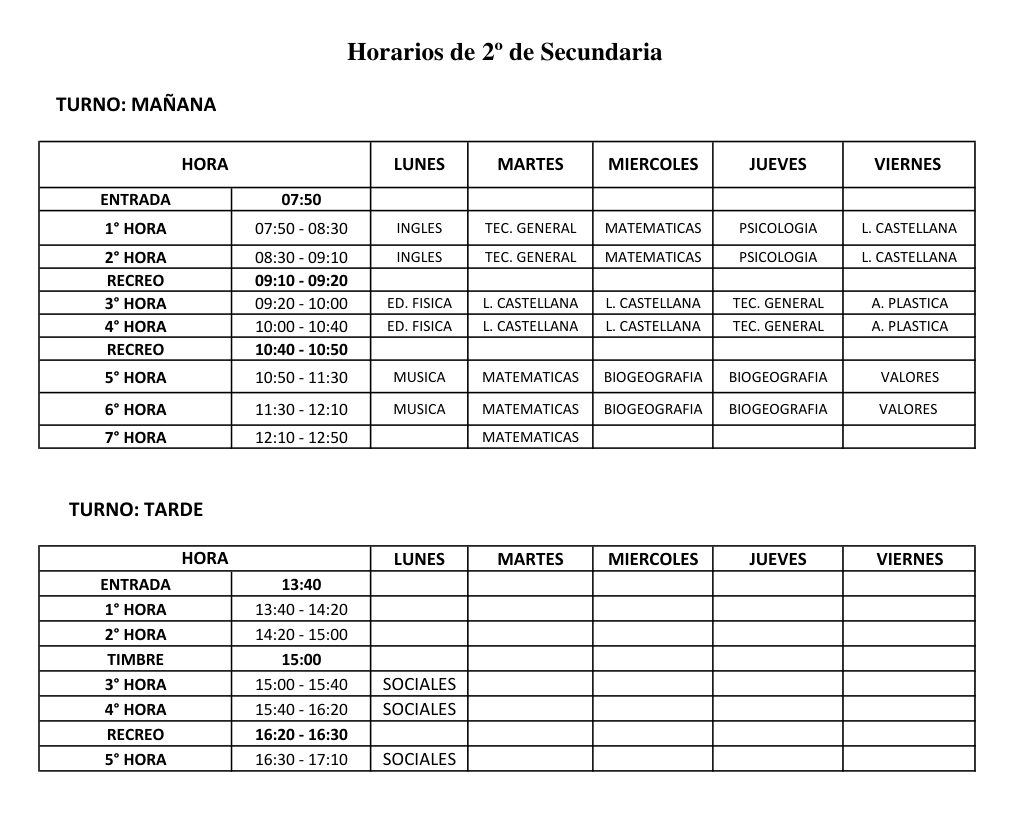 Horarios de 2º de Secundaria
TURNO: MAÑANA
HORA LUNES MARTES MIERCOLES JUEVES VIERNES
ENTRADA 07:50
1° HORA 07:50 - 08:30 INGLES TEC. GENERAL MATEMATICAS PSICOLOGIA L. CASTELLANA
2° HORA 08:30 - 09:10 INGLES TEC. GENERAL MATEMATICAS PSICOLOGIA L. CASTELLANA
RECREO 09:10 - 09:20
3° HORA 09:20 - 10:00 ED. FISICA L. CASTELLANA L. CASTELLANA TEC. GENERAL A. PLASTICA
4° HORA 10:00 - 10:40 ED. FISICA L. CASTELLANA L. CASTELLANA TEC. GENERAL A. PLASTICA
RECREO 10:40 - 10:50
5° HORA 10:50 - 11:30 MUSICA MATEMATICAS BIOGEOGRAFIA BIOGEOGRAFIA VALORES
6° HORA 11:30 - 12:10 MUSICA MATEMATICAS BIOGEOGRAFIA BIOGEOGRAFIA VALORES
7° HORA 12:10 - 12:50 MATEMATICAS
TURNO: TARDE
HORA LUNES MARTES MIERCOLES JUEVES VIERNES
ENTRADA 13:40
1° HORA 13:40 - 14:20
2° HORA 14:20 - 15:00
TIMBRE 15:00
3° HORA 15:00 - 15:40 SOCIALES
4° HORA 15:40 - 16:20 SOCIALES
RECREO 16:20 - 16:30
5° HORA 16:30 - 17:10 SOCIALES